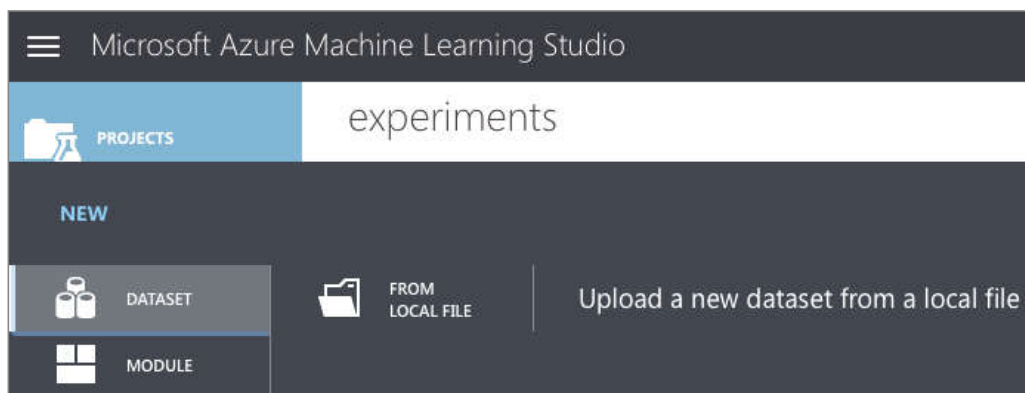 Microsoft Azure Machine Learning Studio
experiments
PROJECTS
NEW
DATASET
FROM
LOCAL FILE
Upload a new dataset from a local file
MODULE